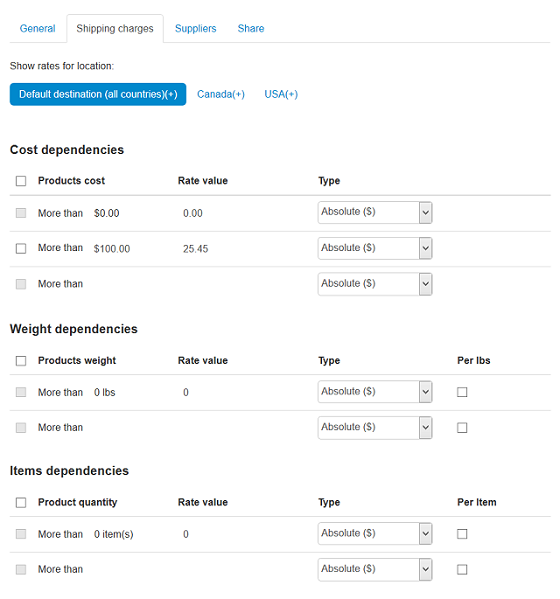 General Shipping charges Suppliers Share
Show rates for location:
Default destination (all countries)(+) Canada(+) USA(+)
Cost dependencies
Products cost Rate value Type
More than $0.00 0.00 Absolute ($)
More than $100.00 25.45 Absolute ($)
More than Absolute ($)
Weight dependencies
Products weight Rate value Type Per lbs
More than 0 lbs 0 Absolute ($)
More than Absolute ($)
Items dependencies
Product quantity Rate value Type Per Item
More than 0 item(s) 0 Absolute ($)
More than Absolute ($)